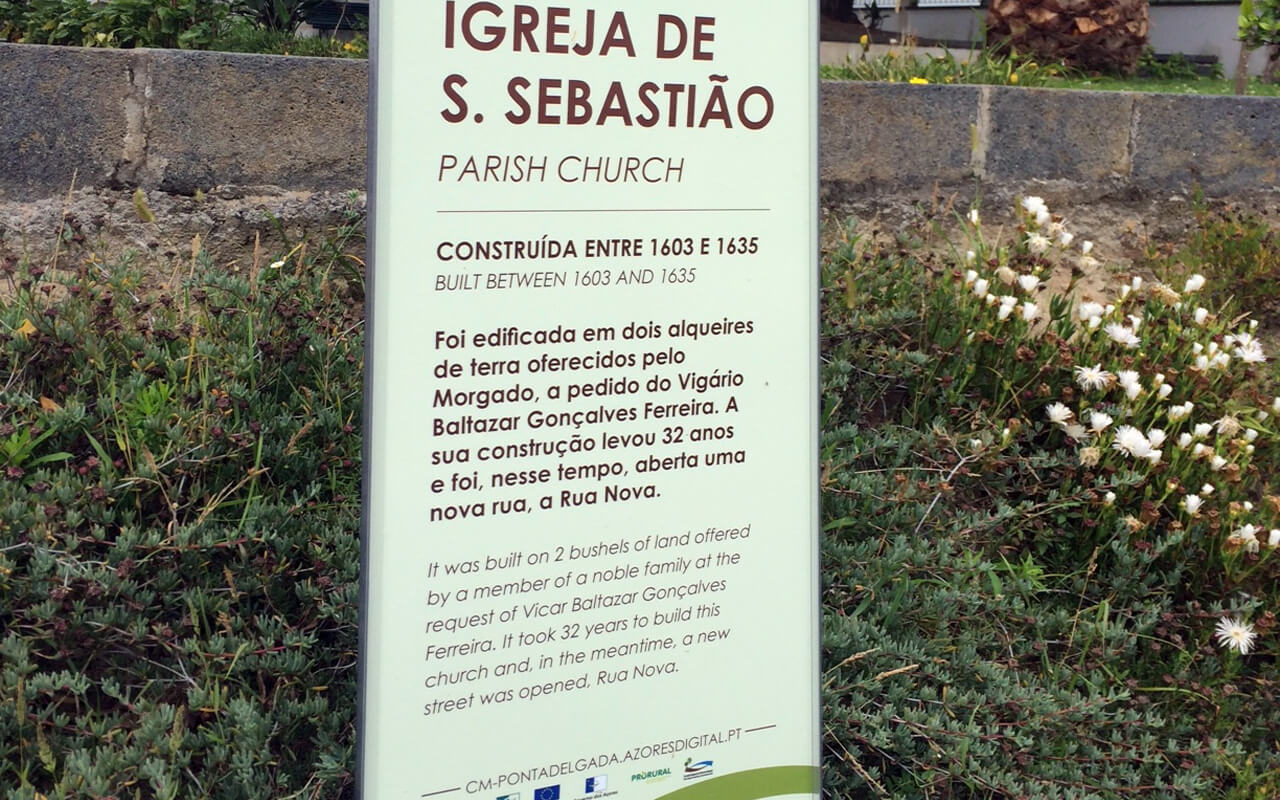 IGREJA DE
S. SEBASTIÃO
PARISH CHURCH
CONSTRUÍDA ENTRE 1603 E 1635
BUILT BETWEEN 1603 AND 1635
Foi edificada em dois alqueires
de terra oferecidos pelo
Morgado, a pedido do Vigário
Baltazar Gonçalves Ferreira. A
sua construção levou 32 anos
e foi, nesse tempo, aberta uma
nova rua, a Rua Nova.
It was built on 2 bushels of land offered
by a member of a noble family at the
request of Vicar Baltazar Gonçalves
Ferreira. It took 32 years to build this
church and, in the meantime, a new
street was opened, Rua Nova.
CM-PONTADELGADA.AZORESDIGITAL.PT
PRORURAL